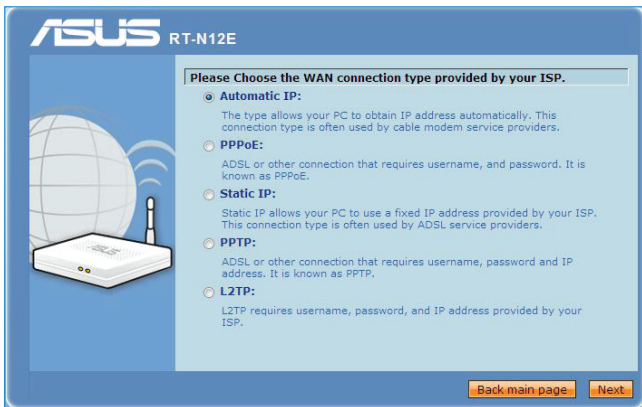 ASUS RT-N12E
Please Choose the WAN connection type provided by your ISP.
Automatic IP:
The type allows your PC to obtain IP address automatically. This
connection type is often used by cable modem service providers.
PPPoE:
ADSL or other connection that requires username, and password. It is
known as PPPoE.
Static IP:
Static IP allows your PC to use a fixed IP address provided by your ISP.
This connection type is often used by ADSL service providers.
PPTP:
ADSL or other connection that requires username, password and IP
address. It is known as PPTP.
L2TP:
L2TP requires username, password, and IP address provided by your
ISP.
ASUS
Back main page Next